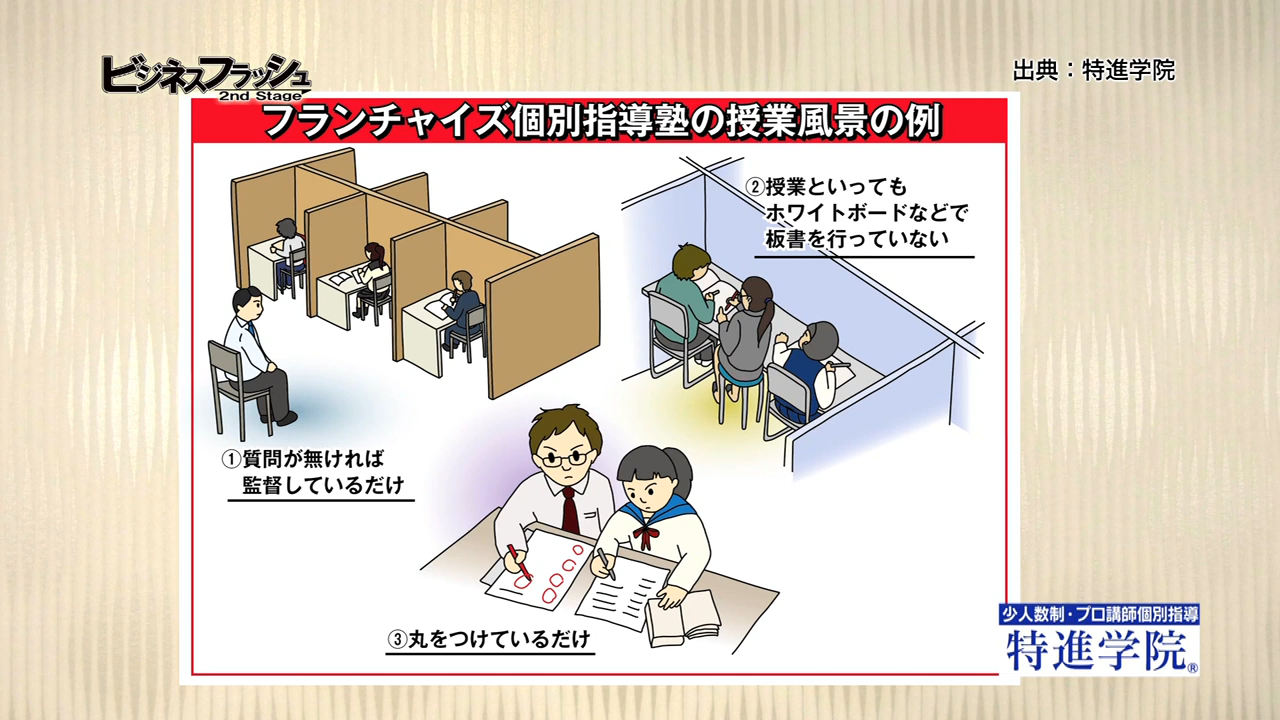 ビジネスフラッシュ
2nd Stage
出典：特進学院
フランチャイズ個別指導塾の授業風景の例
②授業といっても
ホワイトボードなどで
板書を行っていない
①質問が無ければ
監督しているだけ
③丸をつけているだけ
少人数制・プロ講師個別指導
特進学院®